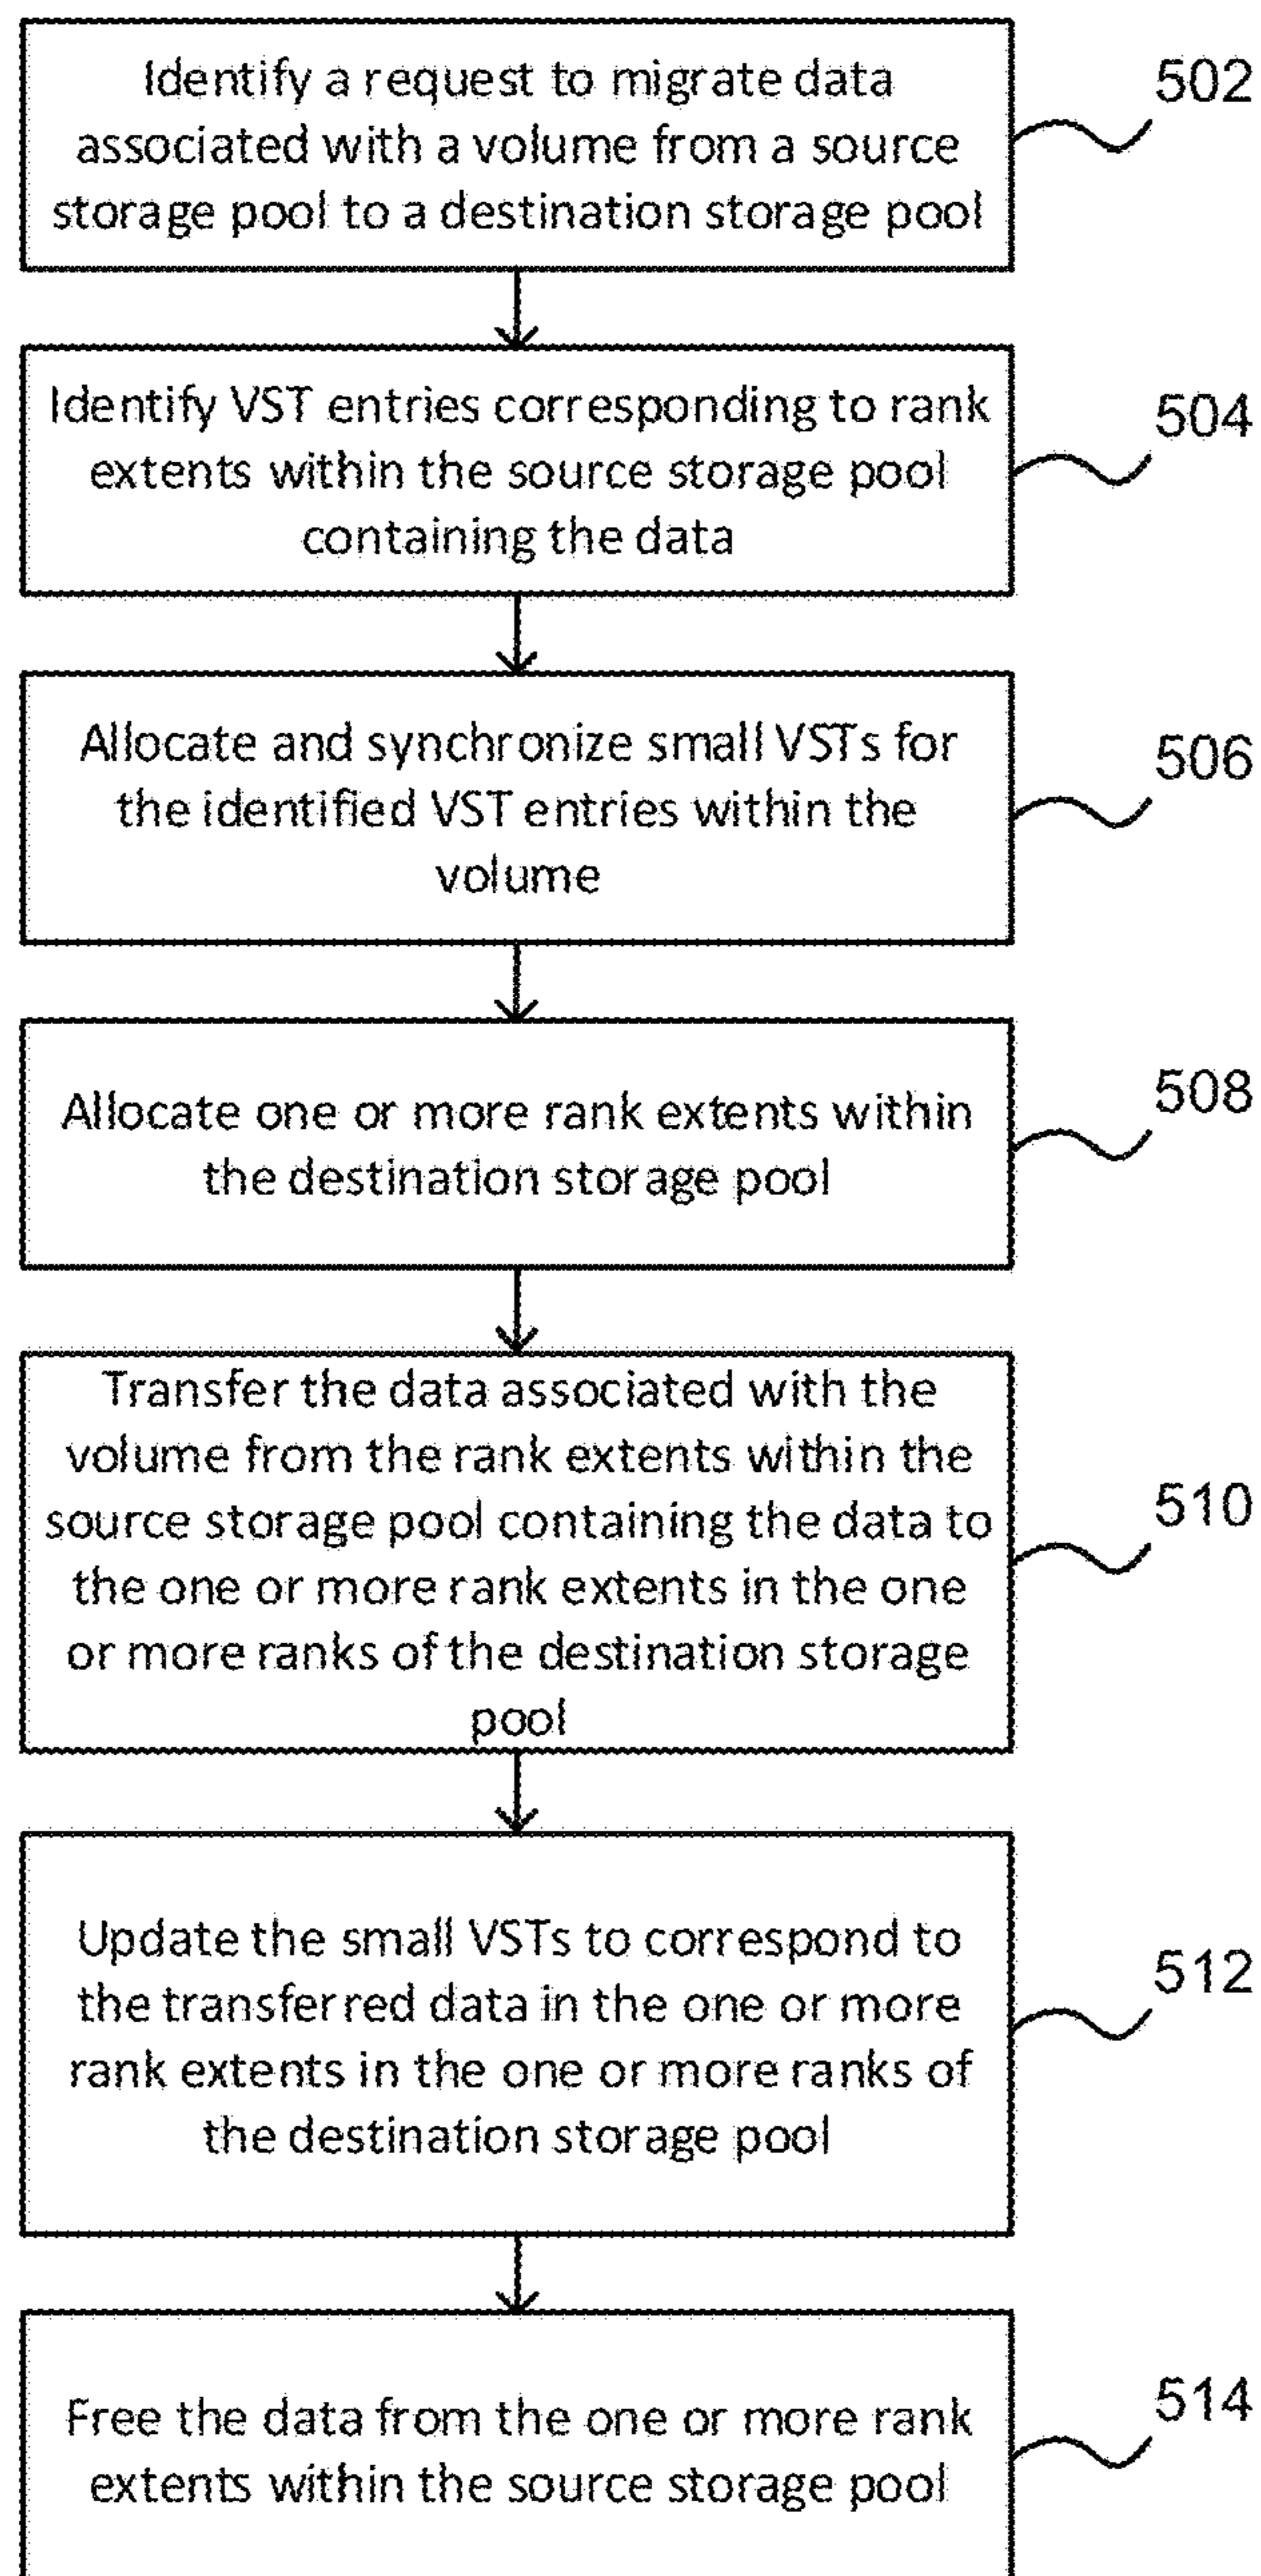 Identify a request to migrate data
associated with a volume from a source
storage pool to a destination storage pool
502
Identify VST entries corresponding to rank
extents within the source storage pool
containing the data
504
Allocate and synchronize small VSTs for
the identified VST entries within the
volume
506
Allocate one or more rank extents within
the destination storage pool
508
Transfer the data associated with the
volume from the rank extents within the
source storage pool containing the data to
the one or more rank extents in the one
or more ranks of the destination storage
pool
510
Update the small VSTs to correspond to
the transferred data in the one or more
rank extents in the one or more ranks of
the destination storage pool
512
Free the data from the one or more rank
extents within the source storage pool
514